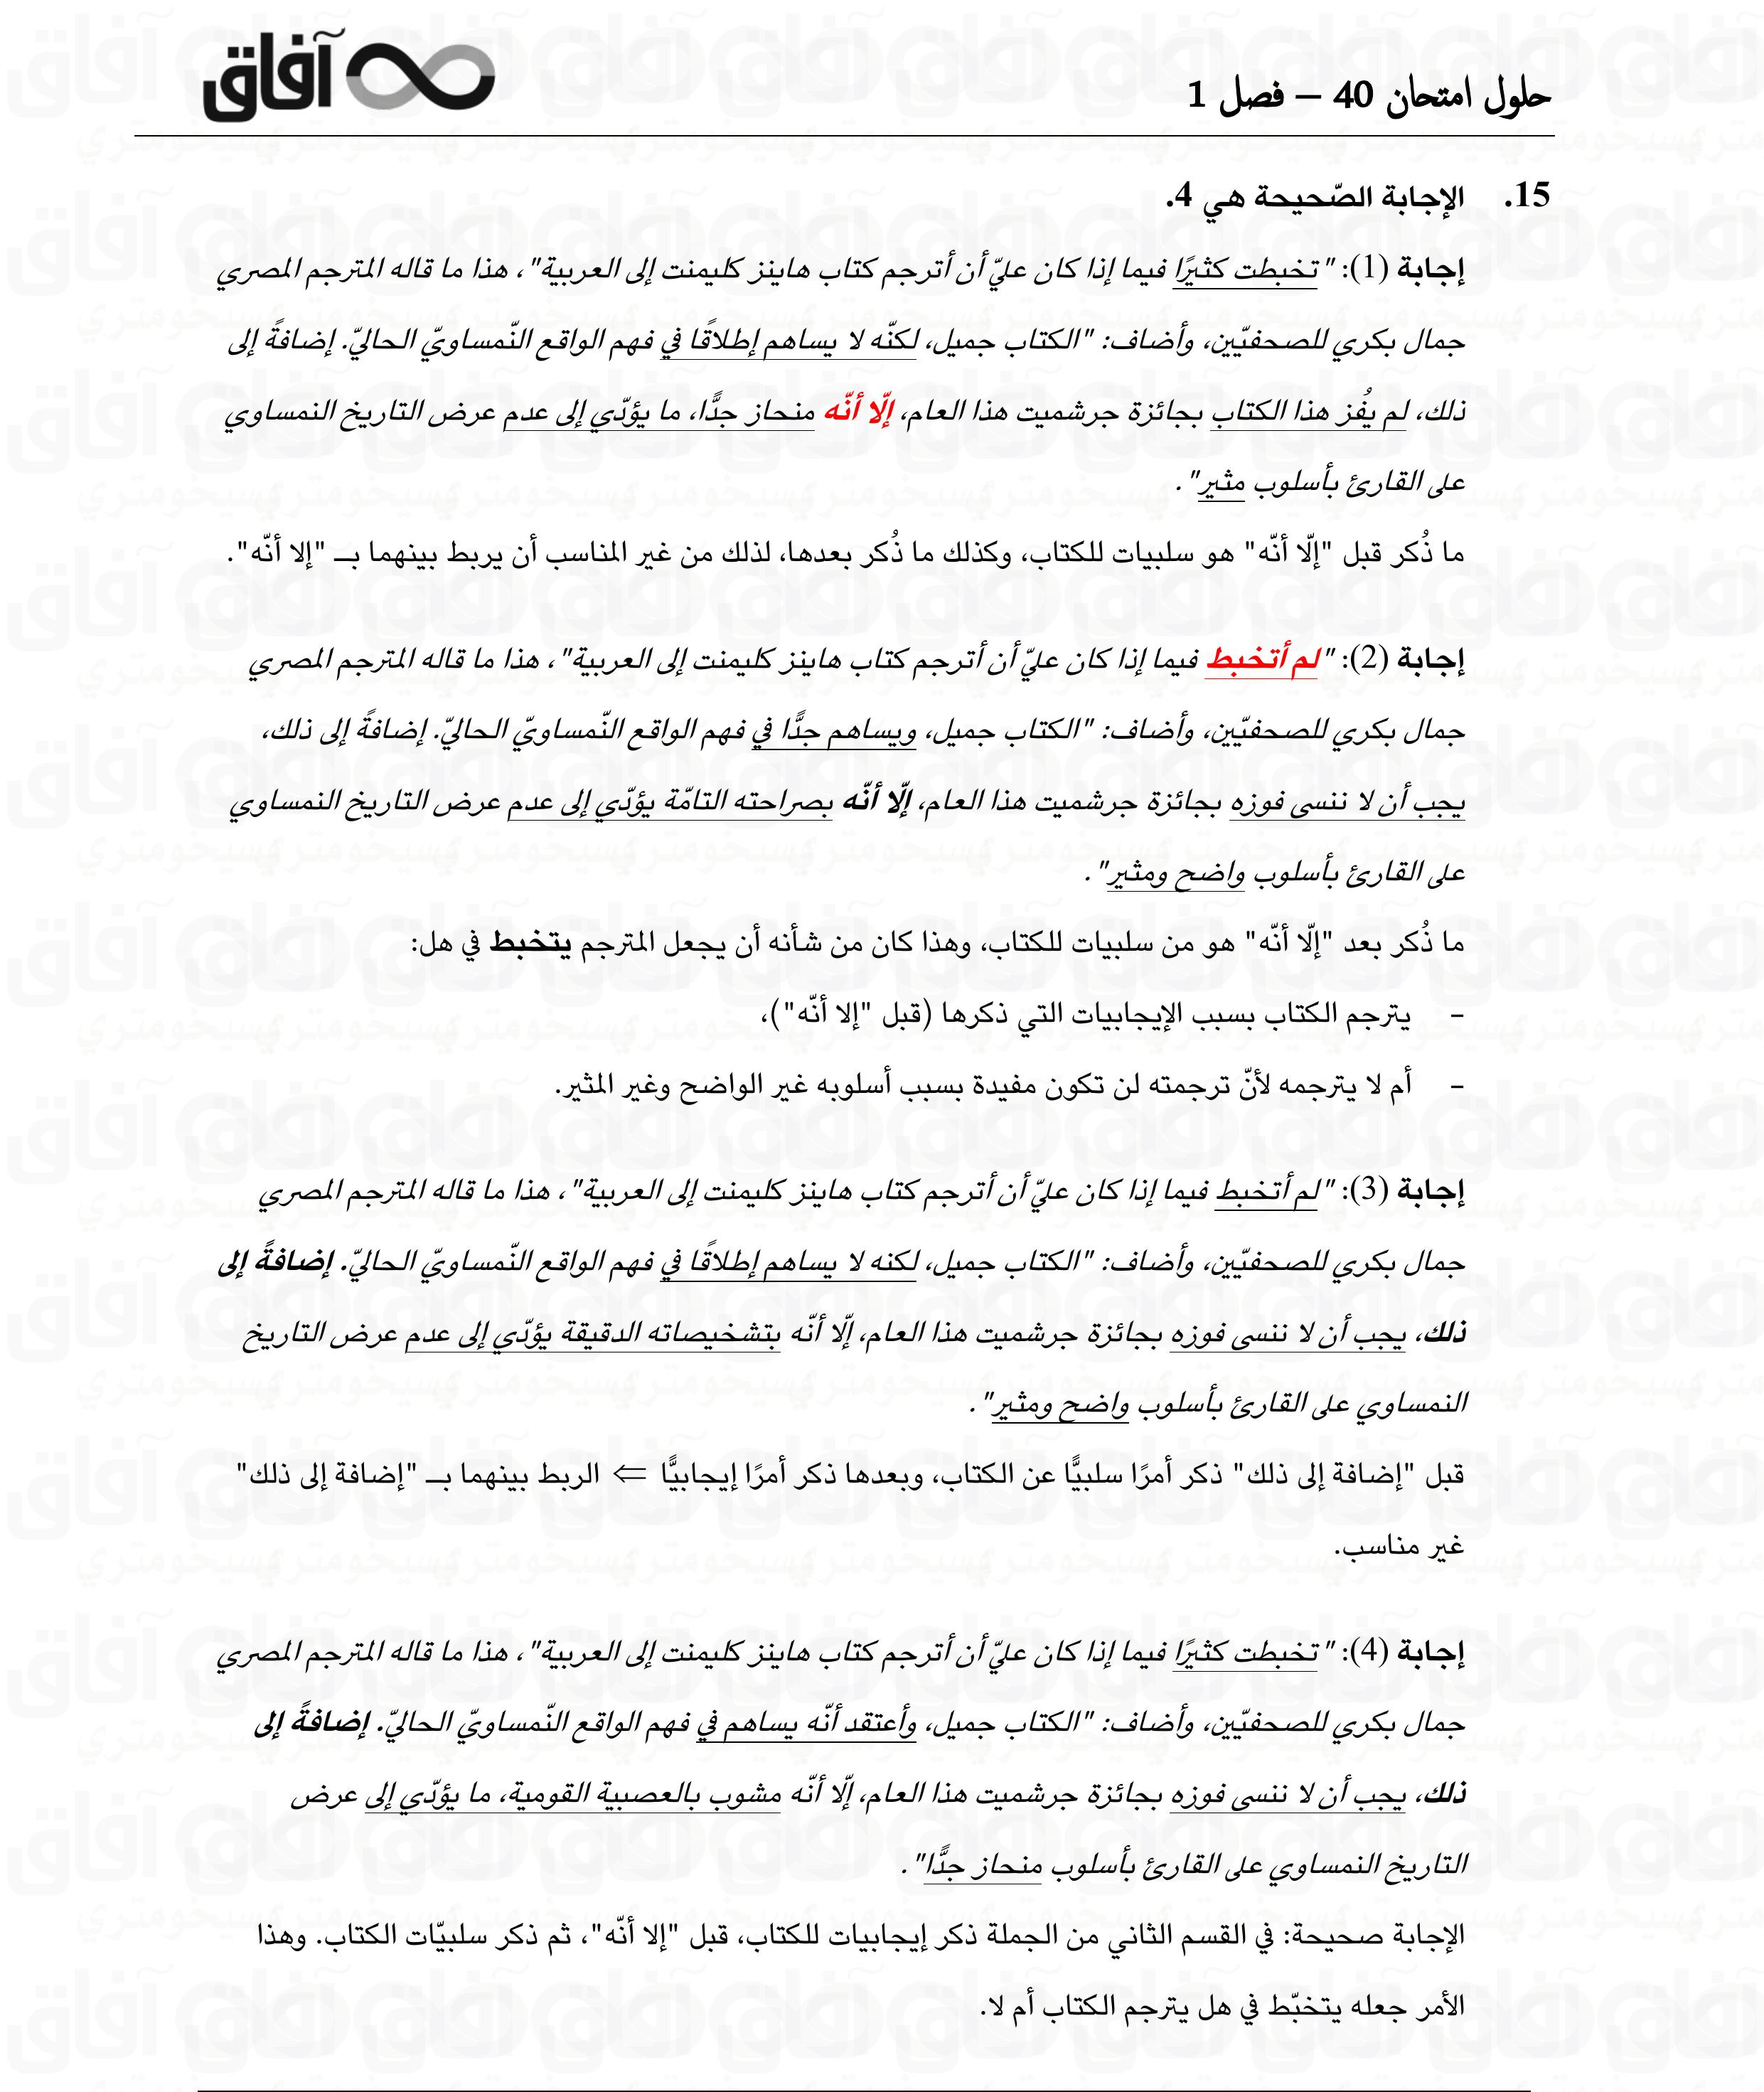 آفاق
حلول امتحان 40 – فصل 1
15. الإجابة الصّحيحة هي 4.
إجابة (1): "تخبطت كثيرًا فيما إذا كان عليّ أن أترجم كتاب هاينز كليمنت إلى العربية"، هذا ما قاله المترجم المصري
جمال بكري للصحفيّين، وأضاف: "الكتاب جميل، لكنّه لا يساهم إطلاقًا في فهم الواقع النّمساويّ الحاليّ. إضافةً إلى
ذلك، لم يفُز هذا الكتاب بجائزة جرشميت هذا العام، إلّا أنّه منحاز جدًّا، ما يؤدّي إلى عدم عرض التاريخ النمساوي
على القارئ بأسلوب مثير".
ما ذُكر قبل "إلّا أنّه" هو سلبيات للكتاب، وكذلك ما ذُكر بعدها، لذلك من غير المناسب أن يربط بينهما بـ "إلا أنّه".
إجابة (2): "لم أتخبط فيما إذا كان عليّ أن أترجم كتاب هاينز كليمنت إلى العربية"، هذا ما قاله المترجم المصري
جمال بكري للصحفيّين، وأضاف: "الكتاب جميل، ويساهم جدًّا في فهم الواقع النّمساويّ الحاليّ. إضافةً إلى ذلك،
يجب أن لا ننسى فوزه بجائزة جرشميت هذا العام، إلّا أنّه بصراحته التامّة يؤدّي إلى عدم عرض التاريخ النمساوي
على القارئ بأسلوب واضح ومثير".
ما ذُكر بعد "إلّا أنّه" هو من سلبيات للكتاب، وهذا كان من شأنه أن يجعل المترجم يتخبط في هل:
– يترجم الكتاب بسبب الإيجابيات التي ذكرها (قبل "إلا أنّه")،
– أم لا يترجمه لأنّ ترجمته لن تكون مفيدة بسبب أسلوبه غير الواضح وغير المثير.
إجابة (3): "لم أتخبط فيما إذا كان عليّ أن أترجم كتاب هاينز كليمنت إلى العربية"، هذا ما قاله المترجم المصري
جمال بكري للصحفيّين، وأضاف: "الكتاب جميل، لكنه لا يساهم إطلاقًا في فهم الواقع النّمساويّ الحاليّ. إضافةً إلى
ذلك، يجب أن لا ننسى فوزه بجائزة جرشميت هذا العام، إلّا أنّه بتشخيصاته الدقيقة يؤدّي إلى عدم عرض التاريخ
النمساوي على القارئ بأسلوب واضح ومثير".
قبل "إضافة إلى ذلك" ذكر أمرًا سلبيًّا عن الكتاب، وبعدها ذكر أمرًا إيجابيًّا ⇐ الربط بينهما بـ "إضافة إلى ذلك"
غير مناسب.
إجابة (4): "تخبطت كثيرًا فيما إذا كان عليّ أن أترجم كتاب هاينز كليمنت إلى العربية"، هذا ما قاله المترجم المصري
جمال بكري للصحفيّين، وأضاف: "الكتاب جميل، وأعتقد أنّه يساهم في فهم الواقع النّمساويّ الحاليّ. إضافةً إلى
ذلك، يجب أن لا ننسى فوزه بجائزة جرشميت هذا العام، إلّا أنّه مشوب بالعصبية القومية، ما يؤدّي إلى عرض
التاريخ النمساوي على القارئ بأسلوب منحاز جدًّا".
الإجابة صحيحة: في القسم الثاني من الجملة ذكر إيجابيات للكتاب، قبل "إلا أنّه"، ثم ذكر سلبيّات الكتاب. وهذا
الأمر جعله يتخبّط في هل يترجم الكتاب أم لا.